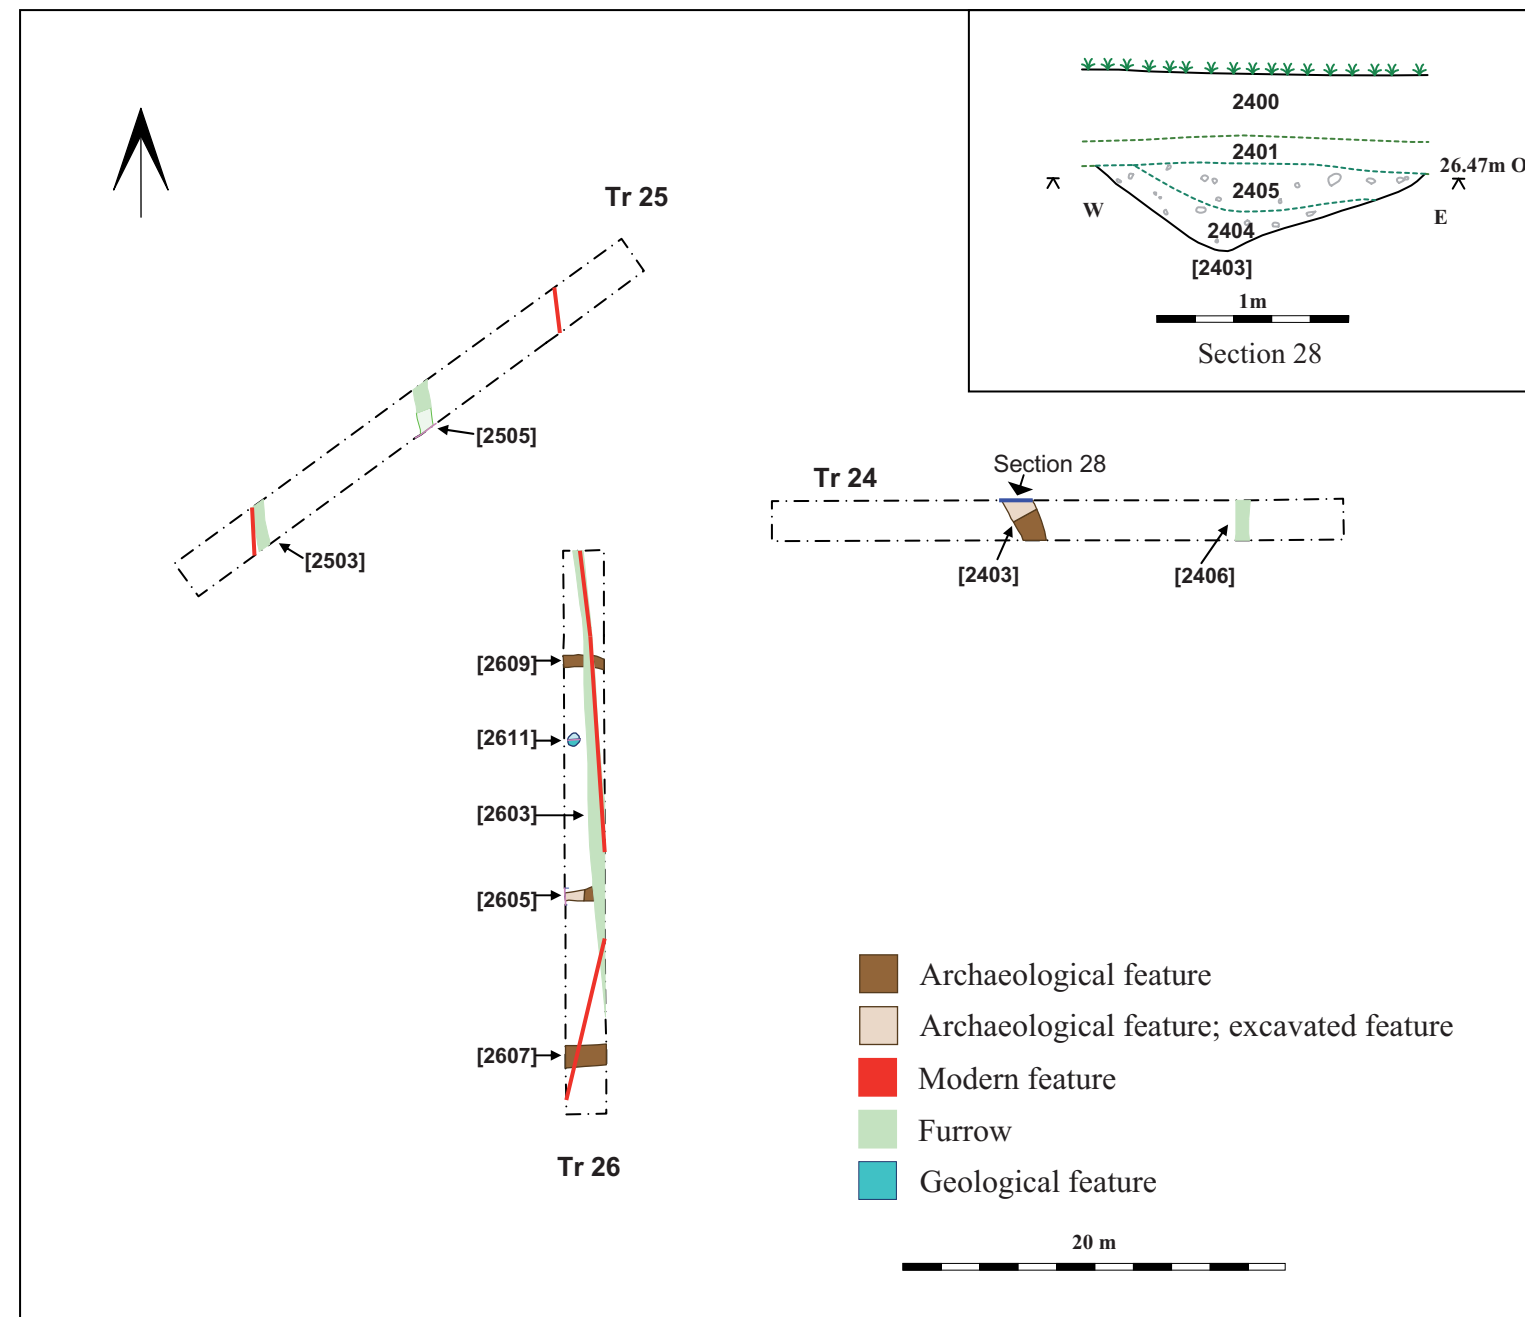 2400
2401
26.47m O
2405
W
E
2404
[2403]
1m
Section 28
Tr 25
[2505]
[2503]
Section 28
Tr 24
[2403]
[2406]
[2609]
[2611]
[2603]
[2605]
[2607]
Tr 26
Archaeological feature
Archaeological feature; excavated feature
Modern feature
Furrow
Geological feature
20 m